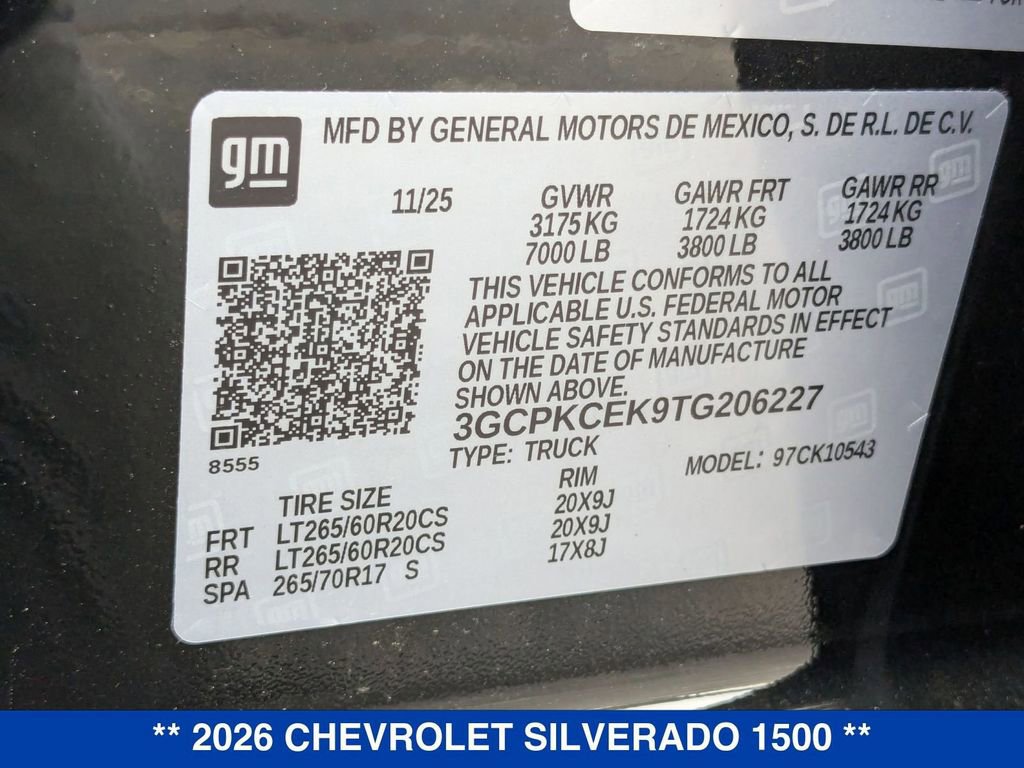 FOR
gm
MFD BY GENERAL MOTORS DE MEXICO, S. DE R.L. DE C.V.
11/25 GVWR GAWR FRT GAWR RR
3175 KG 1724 KG 1724 KG
7000 LB 3800 LB 3800 LB
THIS VEHICLE CONFORMS TO ALL
APPLICABLE U.S. FEDERAL MOTOR
VEHICLE SAFETY STANDARDS IN EFFECT
ON THE DATE OF MANUFACTURE
SHOWN ABOVE.
3GCPKCEK9TG206227
8555 TYPE: TRUCK MODEL: 97CK10543
TIRE SIZE RIM
FRT LT265/60R20CS 20X9J
RR LT265/60R20CS 20X9J
SPA 265/70R17 S 17X8J
** 2026 CHEVROLET SILVERADO 1500 **